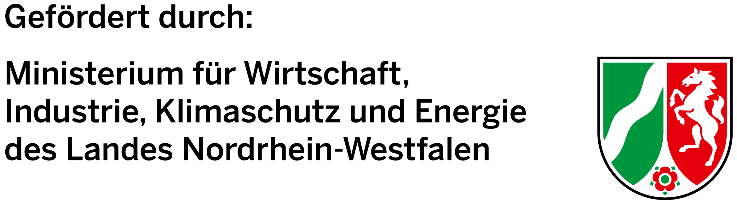 Gefördert durch:
Ministerium für Wirtschaft,
Industrie, Klimaschutz und Energie
des Landes Nordrhein-Westfalen